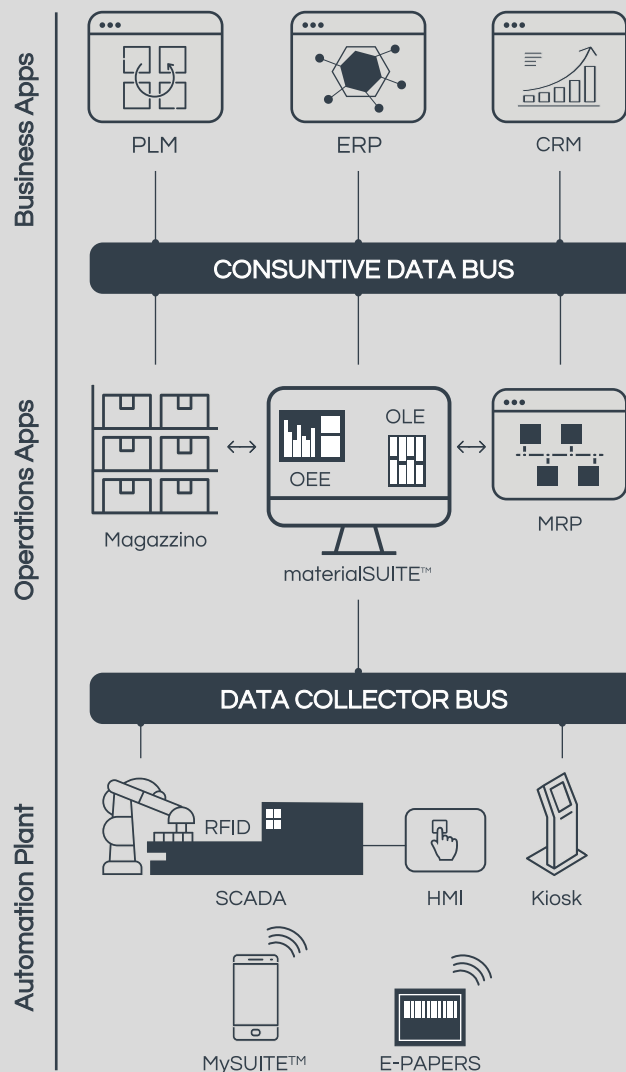 Business Apps
PLM
ERP
CRM
CONSUNTIVE DATA BUS
Operations Apps
OLE
OEE
Magazzino
MRP
materialSUITE™
DATA COLLECTOR BUS
Automation Plant
RFID
SCADA
HMI
Kiosk
MySUITE™
E-PAPERS